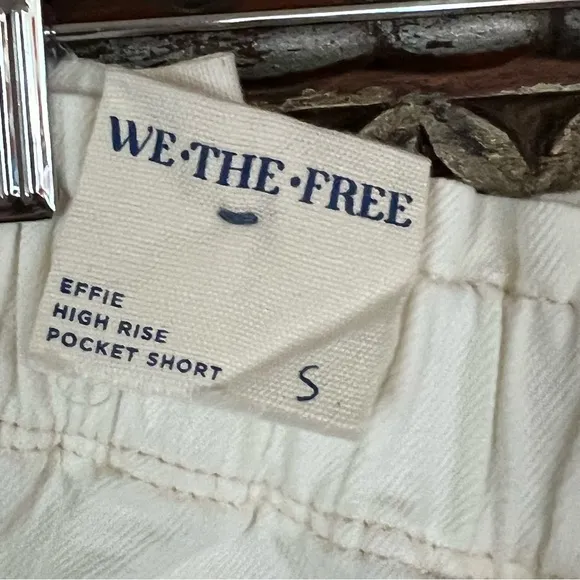 WE·THE·FREE
EFFIE
HIGH RISE
POCKET SHORT
S